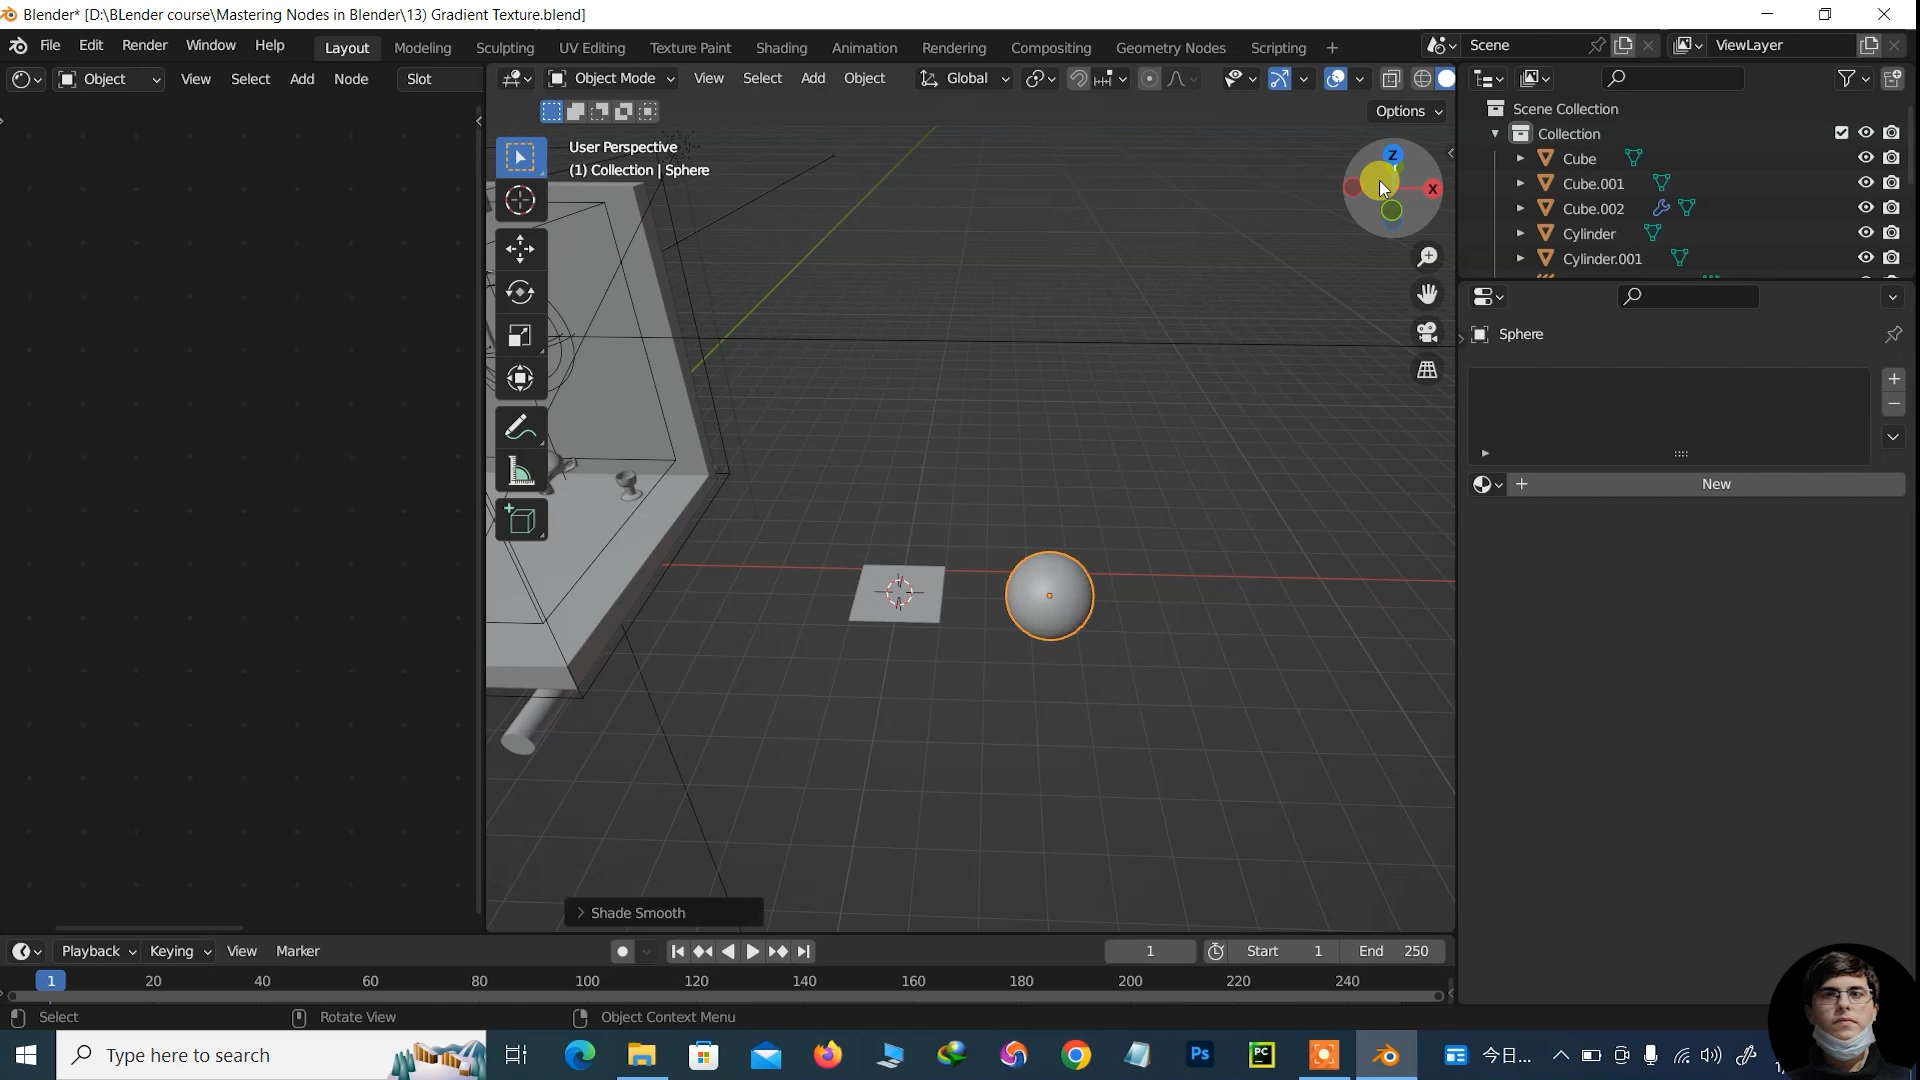 Blender* [D:\BLender course\Mastering Nodes in Blender\13) Gradient Texture.blend]
File Edit Render Window Help Layout Modeling Sculpting UV Editing Texture Paint Shading Animation Rendering Compositing Geometry Nodes Scripting + Scene ViewLayer
Object View Select Add Node Slot
Object Mode View Select Add Object Global
Options
User Perspective
(1) Collection | Sphere
Z
X
Scene Collection
Collection
Cube
Cube.001
Cube.002
Cylinder
Cylinder.001
Sphere
New
Shade Smooth
Playback Keying View Marker 1 Start 1 End 250
1 20 40 60 80 100 120 140 160 180 200 220 240
Select Rotate View Object Context Menu
Type here to search Ps PC 今日...